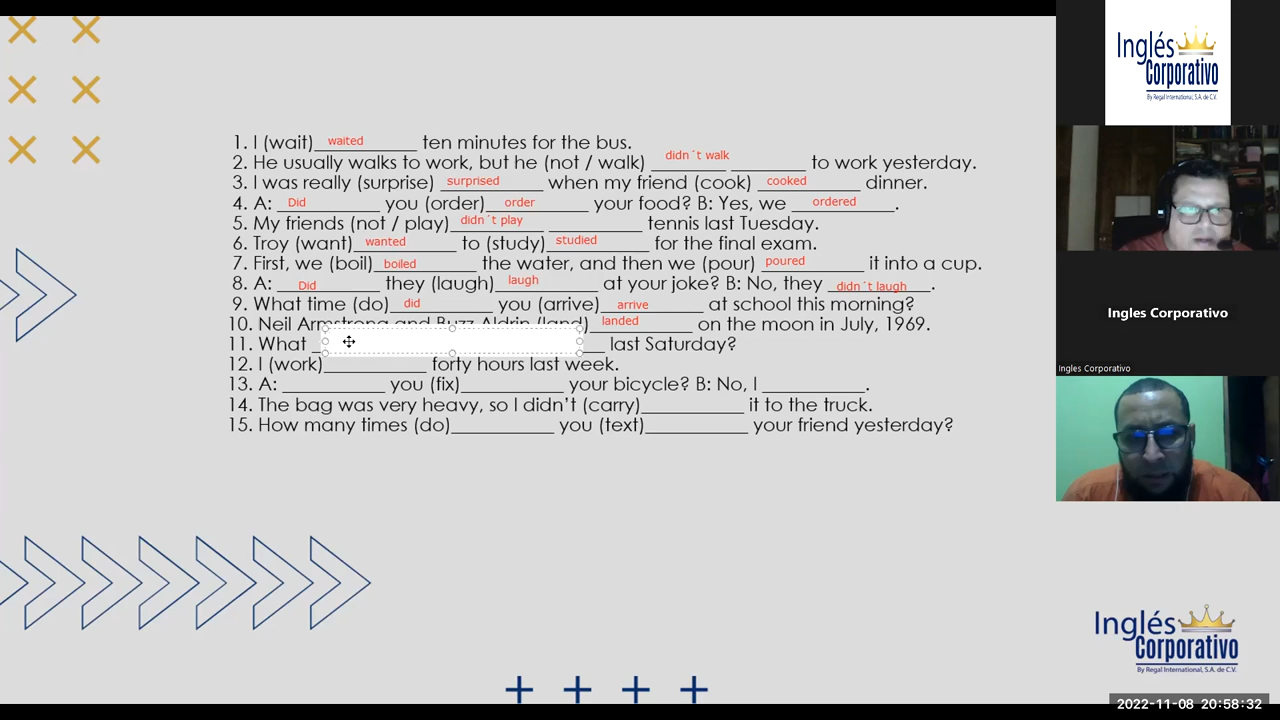 1. I (wait) waited ten minutes for the bus.
2. He usually walks to work, but he (not / walk) didn´t walk to work yesterday.
3. I was really (surprise) surprised when my friend (cook) cooked dinner.
4. A: Did you (order) order your food? B: Yes, we ordered.
5. My friends (not / play) didn´t play tennis last Tuesday.
6. Troy (want) wanted to (study) studied for the final exam.
7. First, we (boil) boiled the water, and then we (pour) poured it into a cup.
8. A: Did they (laugh) laugh at your joke? B: No, they didn´t laugh.
9. What time (do) did you (arrive) arrive at school this morning?
10. Neil Armstrong and Buzz Aldrin (land) landed on the moon in July, 1969.
11. What ___ last Saturday?
12. I (work)__________ forty hours last week.
13. A: __________ you (fix)__________ your bicycle? B: No, I __________.
14. The bag was very heavy, so I didn’t (carry)__________ it to the truck.
15. How many times (do)__________ you (text)__________ your friend yesterday?
Inglés
Corporativo
By Regal International, S.A. de C.V.
Ingles Corporativo
Ingles Corporativo
Inglés
Corporativo
By Regal International, S.A. de C.V.
2022-11-08 20:58:32